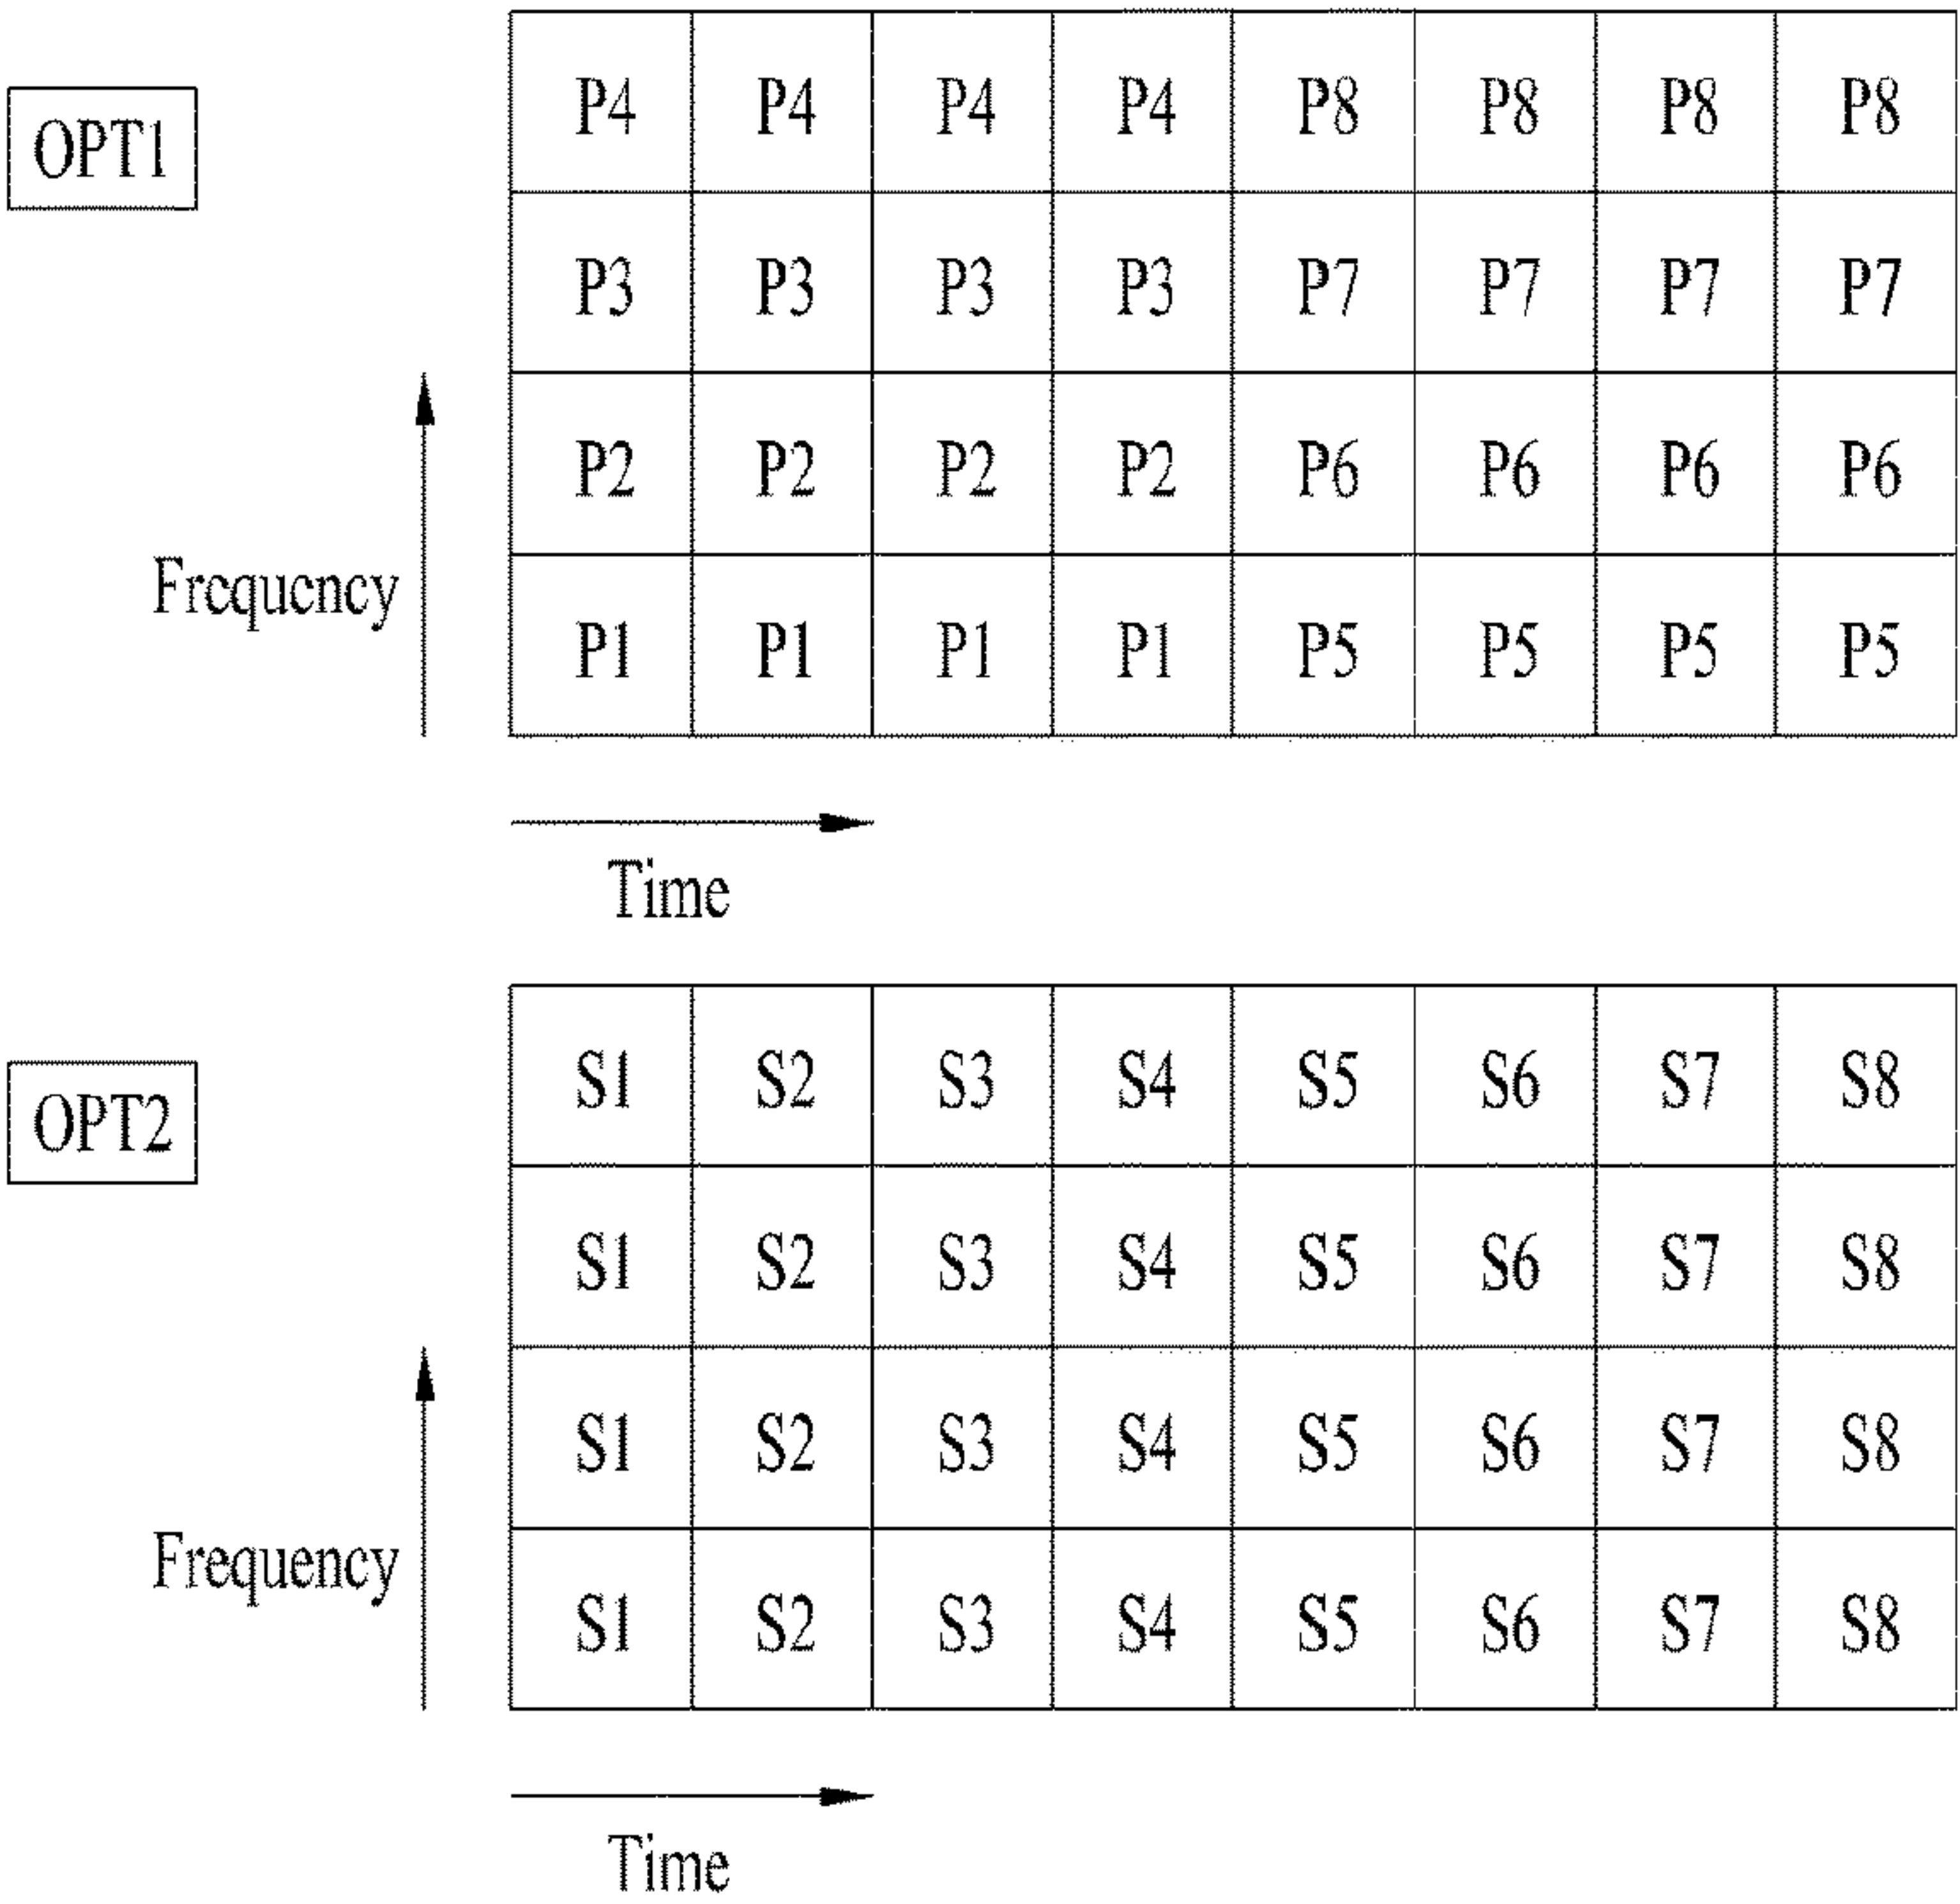 OPT1
P4 P4 P4 P4 P8 P8 P8 P8
P3 P3 P3 P3 P7 P7 P7 P7
P2 P2 P2 P2 P6 P6 P6 P6
Frequency
P1 P1 P1 P1 P5 P5 P5 P5
Time
OPT2
S1 S2 S3 S4 S5 S6 S7 S8
S1 S2 S3 S4 S5 S6 S7 S8
S1 S2 S3 S4 S5 S6 S7 S8
Frequency
S1 S2 S3 S4 S5 S6 S7 S8
Time